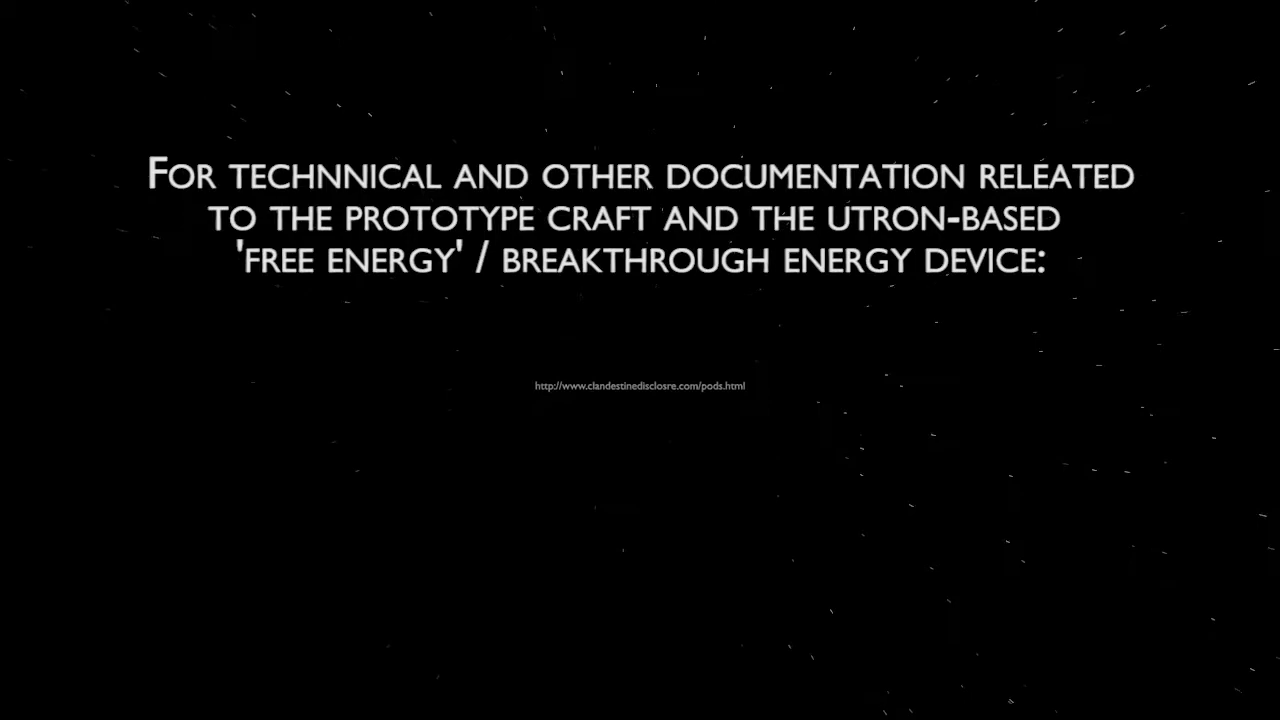 For technnical and other documentation releated
to the prototype craft and the utron-based
'free energy' / breakthrough energy device:
http://www.clandestinedisclosre.com/pods.html